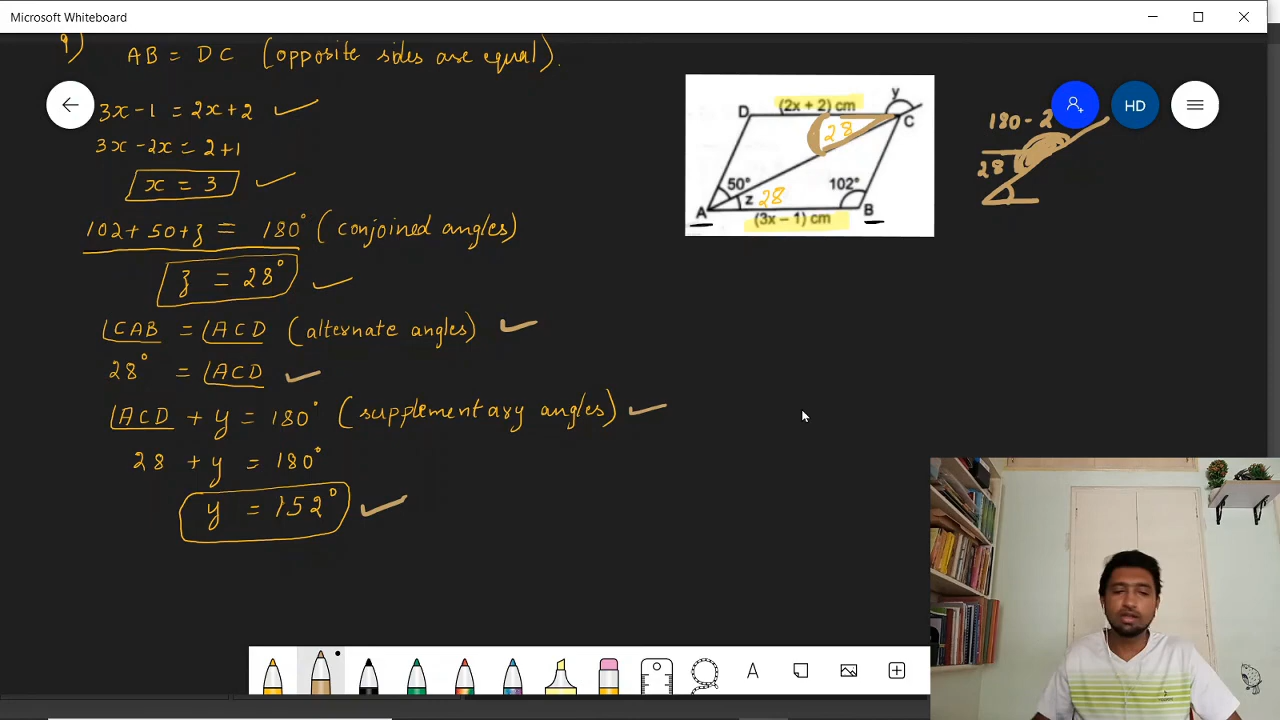 Microsoft Whiteboard
9)
AB = DC (opposite sides are equal).
3x-1 = 2x+2
3x-2x = 2+1
x = 3
102+50+z = 180° (conjoined angles)
z = 28°
∠CAB = ∠ACD (alternate angles)
28° = ∠ACD
∠ACD + y = 180° (supplementary angles)
28 + y = 180°
y = 152°
D (2x + 2) cm y
C
28
50° z 28 102°
A B
(3x – 1) cm
HD
180-2
28
A